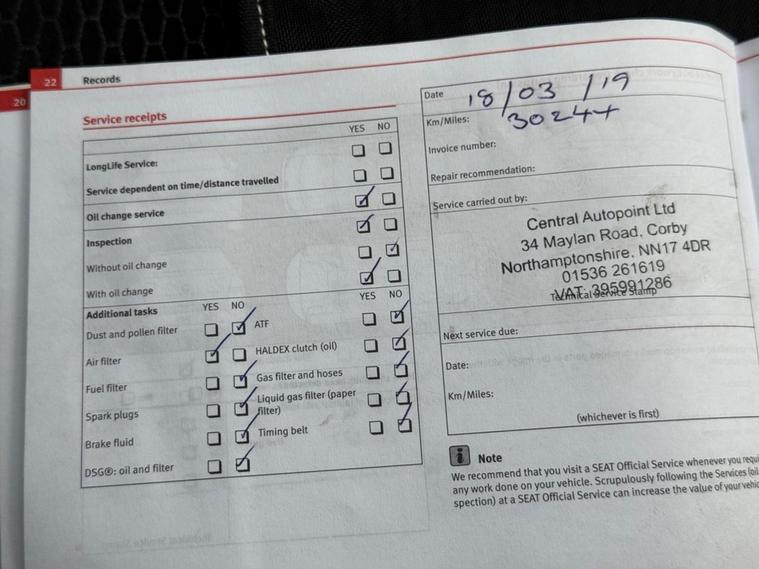 20
22
Records
Service receipts
YES NO
LongLife Service:
Service dependent on time/distance travelled
Oil change service
Inspection
Without oil change
With oil change
Additional tasks
YES NO
YES NO
Dust and pollen filter
ATF
Air filter
HALDEX clutch (oil)
Fuel filter
Gas filter and hoses
Spark plugs
Liquid gas filter (paper
filter)
Brake fluid
Timing belt
DSG®: oil and filter
Date
18/03/19
Km/Miles:
30244
Invoice number:
Repair recommendation:
Service carried out by:
Central Autopoint Ltd
34 Maylan Road, Corby
Northamptonshire, NN17 4DR
01536 261619
VAT: 395991286
Technical Service Stamp
Next service due:
Date:
Km/Miles:
(whichever is first)
i
Note
We recommend that you visit a SEAT Official Service whenever you
any work done on your vehicle. Scrupulously following the Services (oil
spection) at a SEAT Official Service can increase the value of your